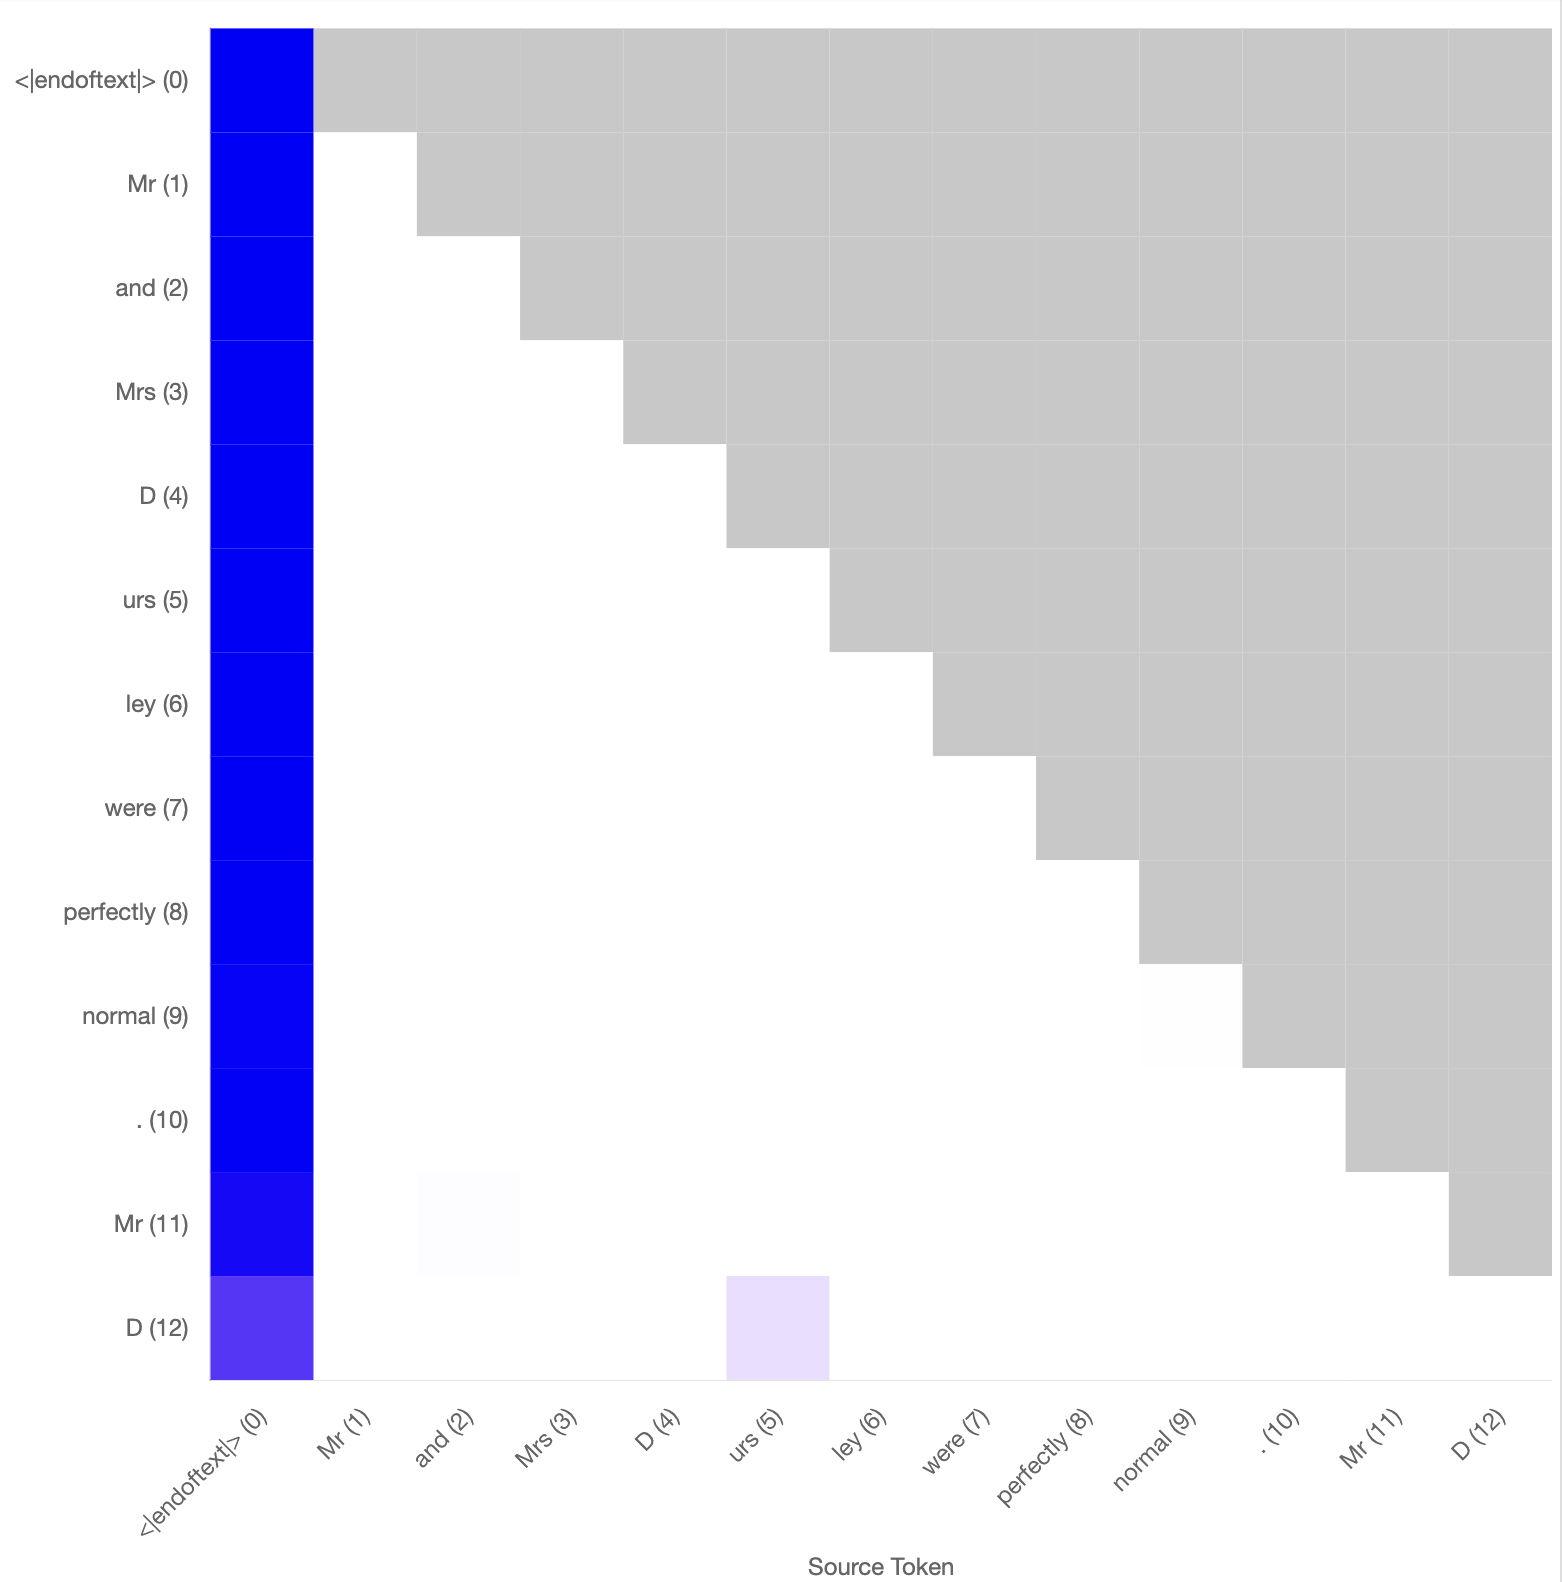 <|endoftext|> (0)
Mr (1)
and (2)
Mrs (3)
D (4)
urs (5)
ley (6)
were (7)
perfectly (8)
normal (9)
. (10)
Mr (11)
D (12)
<|endoftext|> (0)
Mr (1)
and (2)
Mrs (3)
D (4)
urs (5)
ley (6)
were (7)
perfectly (8)
normal (9)
. (10)
Mr (11)
D (12)
Source Token